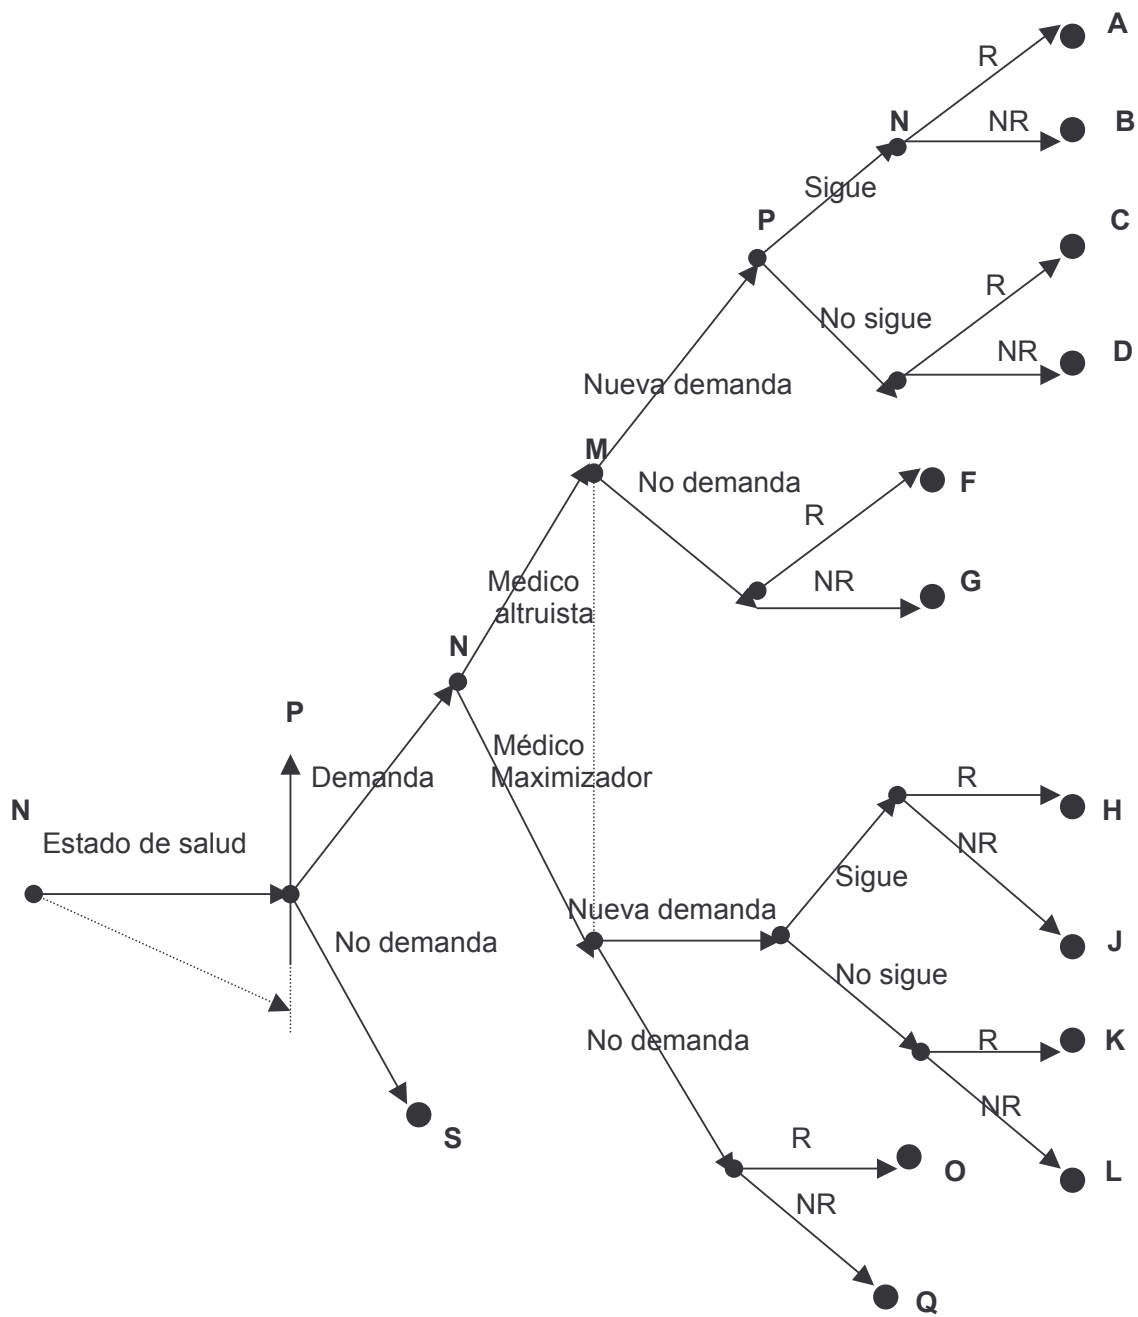 A
R
N
NR
B
Sigue
P
C
R
No sigue
NR
D
Nueva demanda
M
No demanda
F
R
NR
G
Médico
altruista
N
P
Médico
Maximizador
Demanda
R
N
H
Estado de salud
NR
Sigue
Nueva demanda
No demanda
J
No sigue
No demanda
R
K
NR
S
R
L
O
NR
Q